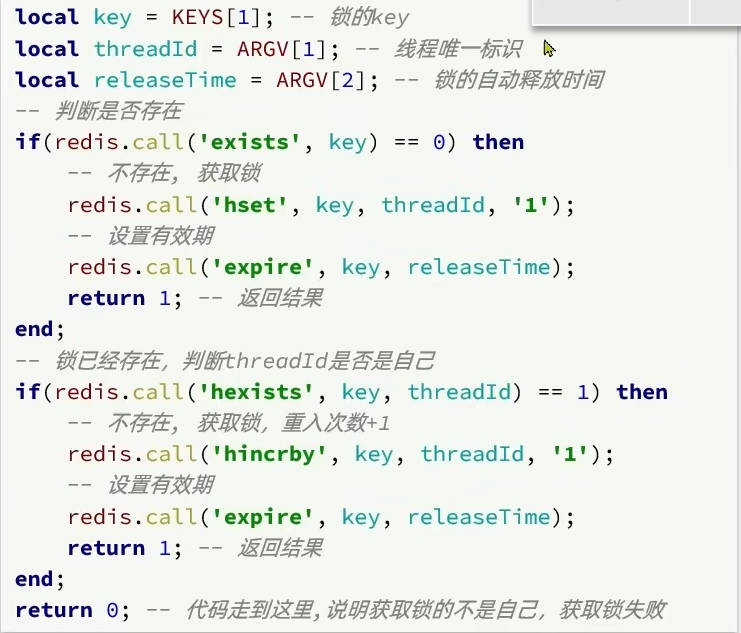 local key = KEYS[1]; -- 锁的key
local threadId = ARGV[1]; -- 线程唯一标识
local releaseTime = ARGV[2]; -- 锁的自动释放时间
-- 判断是否存在
if(redis.call('exists', key) == 0) then
    -- 不存在, 获取锁
    redis.call('hset', key, threadId, '1');
    -- 设置有效期
    redis.call('expire', key, releaseTime);
    return 1; -- 返回结果
end;
-- 锁已经存在，判断threadId是否是自己
if(redis.call('hexists', key, threadId) == 1) then
    -- 不存在, 获取锁，重入次数+1
    redis.call('hincrby', key, threadId, '1');
    -- 设置有效期
    redis.call('expire', key, releaseTime);
    return 1; -- 返回结果
end;
return 0; -- 代码走到这里,说明获取锁的不是自己，获取锁失败